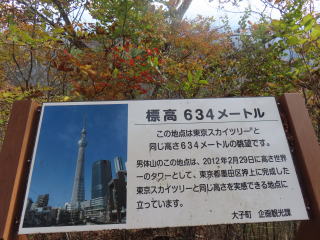 標高 634メートル
この地点は東京スカイツリー®と
同じ高さ634メートルの眺望です。
男体山のこの地点は、2012年2月29日に高さ世界
一のタワーとして、東京都墨田区押上に完成した
東京スカイツリーと同じ高さを実感できる地点に
立っています。
大子町 企画観光課